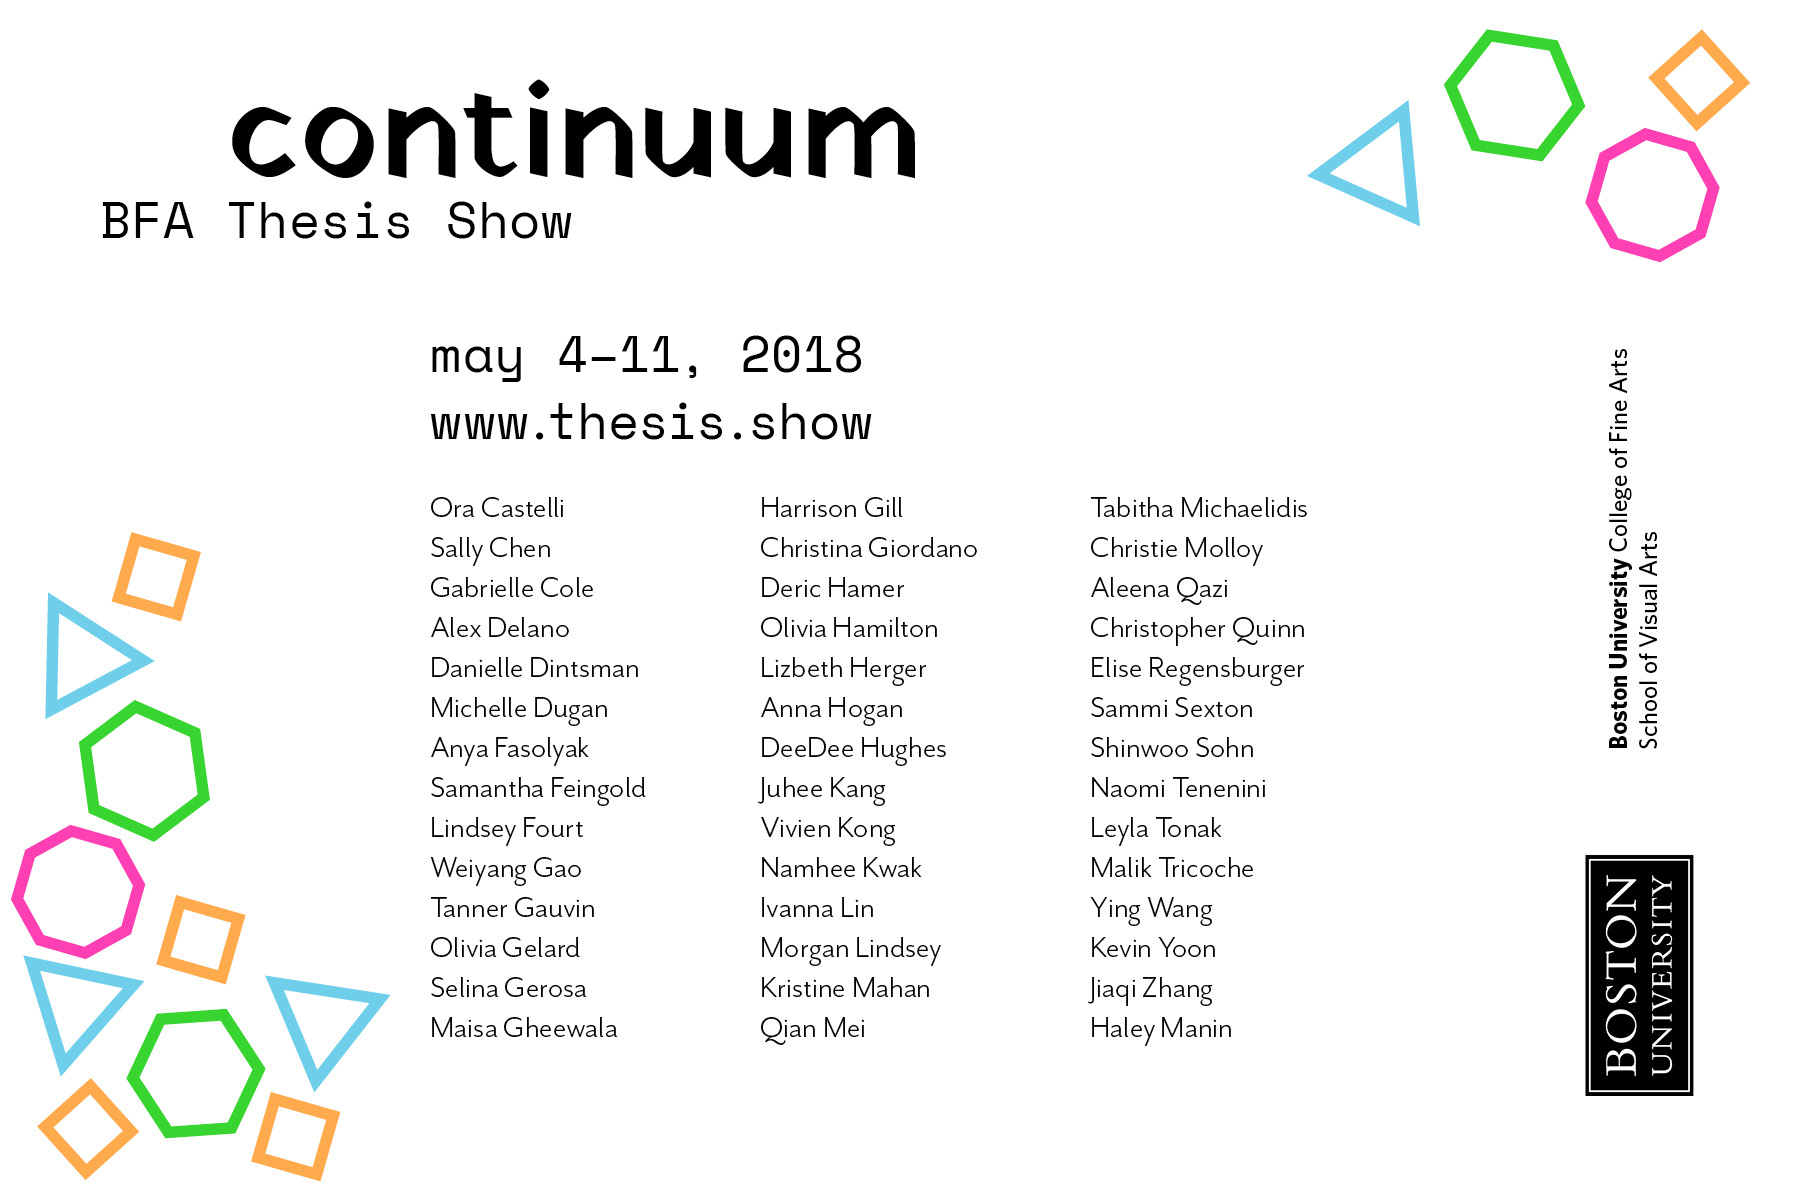 continuum
BFA Thesis Show
may 4–11, 2018
www.thesis.show
Ora Castelli
Sally Chen
Gabrielle Cole
Alex Delano
Danielle Dintsman
Michelle Dugan
Anya Fasolyak
Samantha Feingold
Lindsey Fourt
Weiyang Gao
Tanner Gauvin
Olivia Gelard
Selina Gerosa
Maisa Gheewala
Harrison Gill
Christina Giordano
Deric Hamer
Olivia Hamilton
Lizbeth Herger
Anna Hogan
DeeDee Hughes
Juhee Kang
Vivien Kong
Namhee Kwak
Ivanna Lin
Morgan Lindsey
Kristine Mahan
Qian Mei
Tabitha Michaelidis
Christie Molloy
Aleena Qazi
Christopher Quinn
Elise Regensburger
Sammi Sexton
Shinwoo Sohn
Naomi Tenenini
Leyla Tonak
Malik Tricoche
Ying Wang
Kevin Yoon
Jiaqi Zhang
Haley Manin
Boston University College of Fine Arts
School of Visual Arts
BOSTON
UNIVERSITY